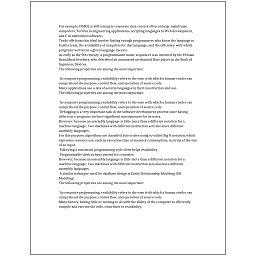 For example, COBOL is still strong in corporate data centers often on large mainframe
computers, Fortran in engineering applications, scripting languages in Web development,
and C in embedded software.
Trade-offs from this ideal involve finding enough programmers who know the language to
build a team, the availability of compilers for that language, and the efficiency with which
programs written in a given language execute.
As early as the 9th century, a programmable music sequencer was invented by the Persian
Banu Musa brothers, who described an automated mechanical flute player in the Book of
Ingenious Devices.
The following properties are among the most important:

In computer programming, readability refers to the ease with which a human reader can
comprehend the purpose, control flow, and operation of source code.
Many applications use a mix of several languages in their construction and use.
The following properties are among the most important:

In computer programming, readability refers to the ease with which a human reader can
comprehend the purpose, control flow, and operation of source code.
Debugging is a very important task in the software development process since having
defects in a program can have significant consequences for its users.
However, because an assembly language is little more than a different notation for a
machine language, two machines with different instruction sets also have different
assembly languages.
For this purpose, algorithms are classified into orders using so-called Big O notation, which
expresses resource use, such as execution time or memory consumption, in terms of the size
of an input.
Following a consistent programming style often helps readability.
Programmable devices have existed for centuries.
However, because an assembly language is little more than a different notation for a
machine language, two machines with different instruction sets also have different
assembly languages.
A similar technique used for database design is Entity-Relationship Modeling (ER
Modeling).
The following properties are among the most important:

In computer programming, readability refers to the ease with which a human reader can
comprehend the purpose, control flow, and operation of source code.
Many factors, having little or nothing to do with the ability of the computer to efficiently
compile and execute the code, contribute to readability.